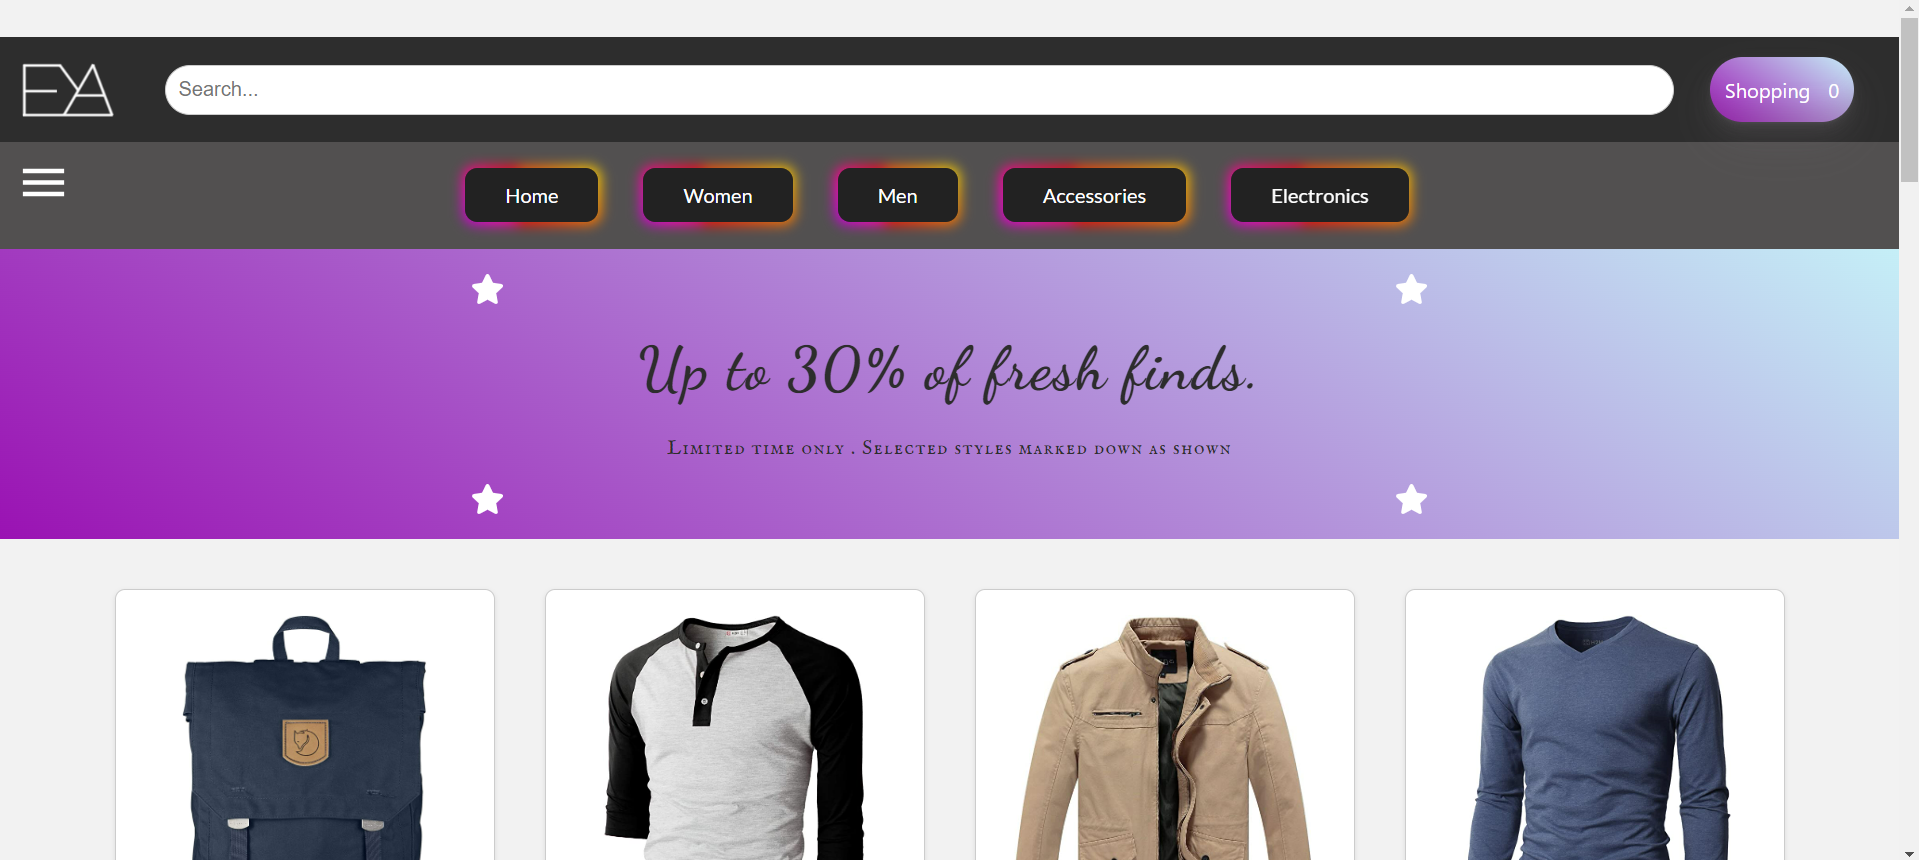 EYA
Search...
Shopping 0
Home
Women
Men
Accessories
Electronics
Up to 30% of fresh finds.
Limited time only . Selected styles marked down as shown